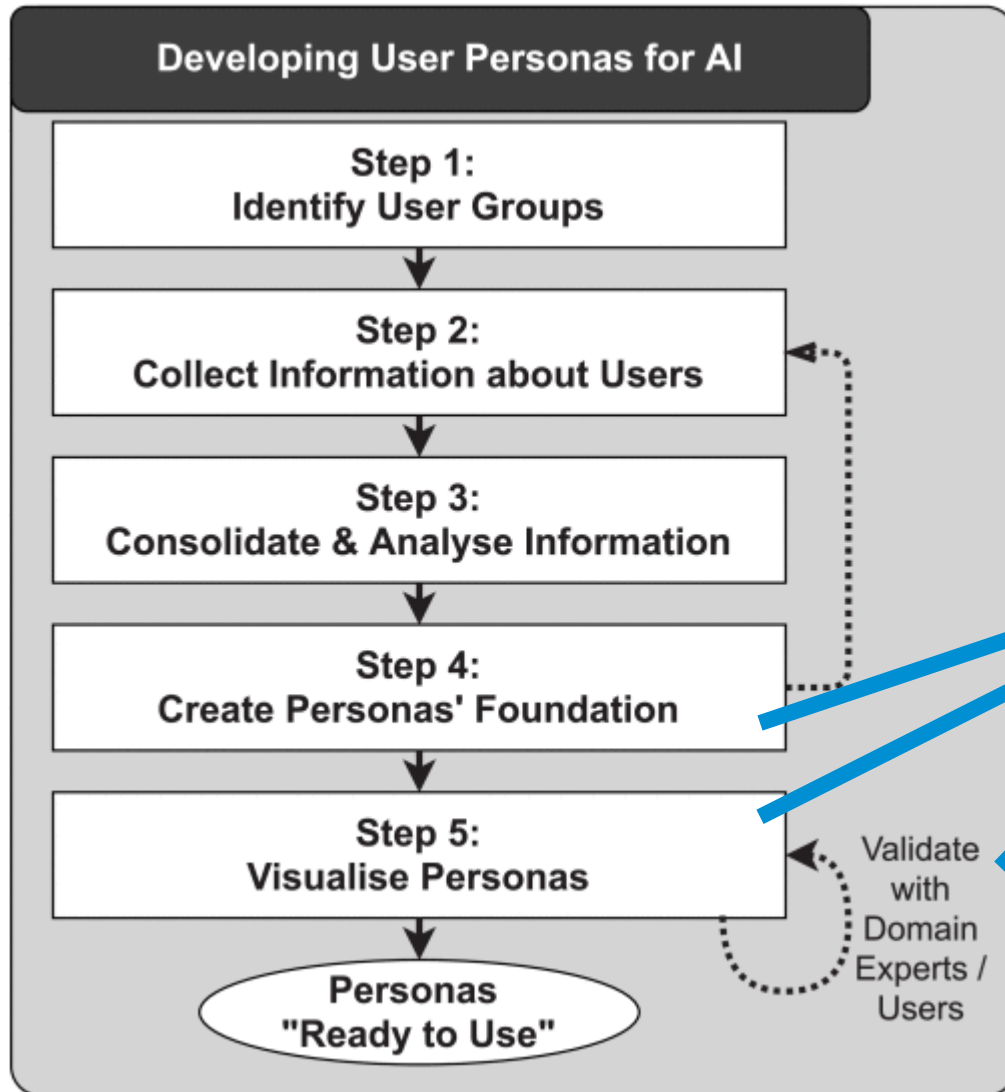 Developing User Personas for AI
Step 1:
Identify User Groups
Step 2:
Collect Information about Users
Step 3:
Consolidate & Analyse Information
Step 4:
Create Personas' Foundation
Step 5:
Visualise Personas
Validate
with
Domain
Experts /
Users
Personas
"Ready to Use"